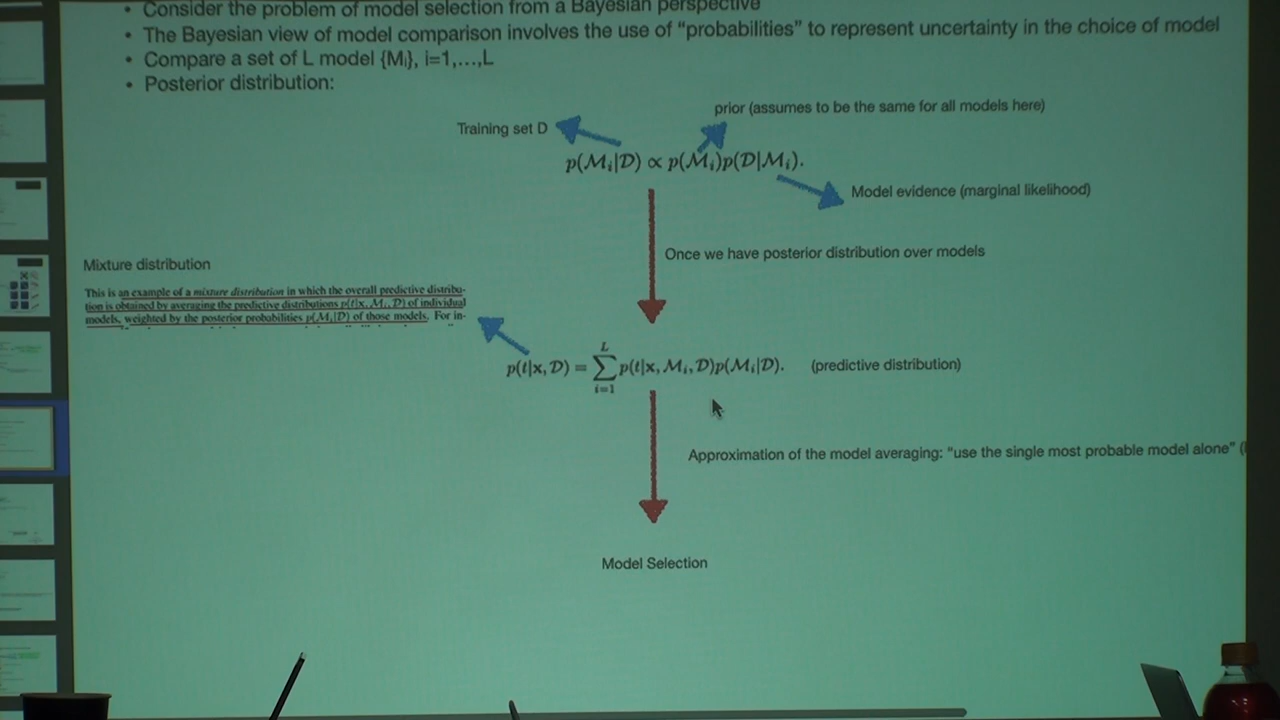 • Consider the problem of model selection from a Bayesian perspective
• The Bayesian view of model comparison involves the use of “probabilities” to represent uncertainty in the choice of model
• Compare a set of L model {Mᵢ}, i=1,...,L
• Posterior distribution:
prior (assumes to be the same for all models here)
Training set D
p(ℳᵢ|𝒟) ∝ p(ℳᵢ)p(𝒟|ℳᵢ).
Model evidence (marginal likelihood)
Once we have posterior distribution over models
Mixture distribution
This is an example of a mixture distribution in which the overall predictive distribu-
tion is obtained by averaging the predictive distributions p(t|x, ℳᵢ, 𝒟) of individual
models, weighted by the posterior probabilities p(ℳᵢ|𝒟) of those models. For in-
p(t|x, 𝒟) = ∑ᵢ₌₁ᴸ p(t|x, ℳᵢ, 𝒟)p(ℳᵢ|𝒟). (predictive distribution)
Approximation of the model averaging: “use the single most probable model alone” (
Model Selection